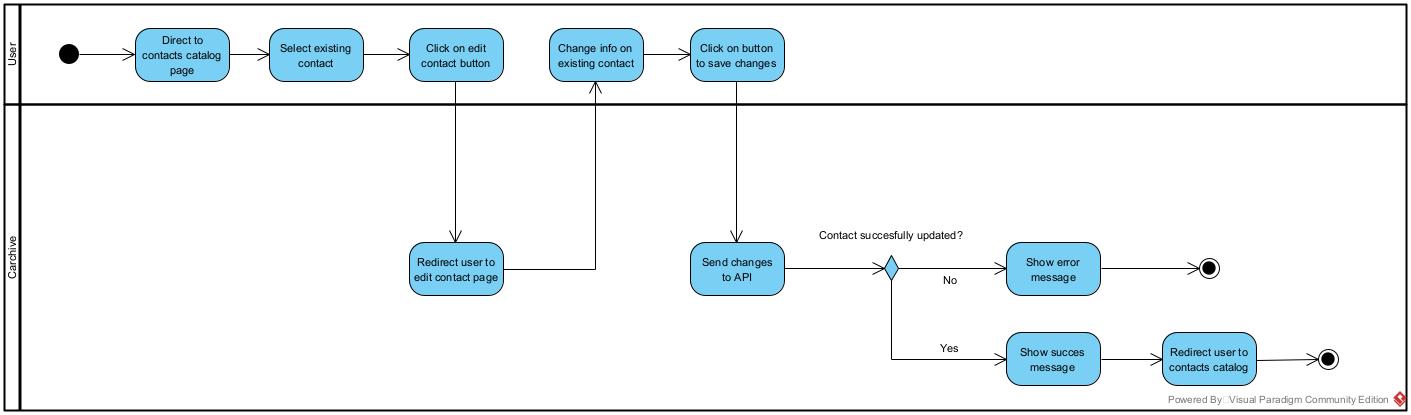 User
Direct to
contacts catalog
page
Select existing
contact
Click on edit
contact button
Change info on
existing contact
Click on button
to save changes
Carchive
Redirect user to
edit contact page
Send changes
to API
Contact succesfully updated?
No
Show error
message
Yes
Show succes
message
Redirect user to
contacts catalog
Powered By Visual Paradigm Community Edition